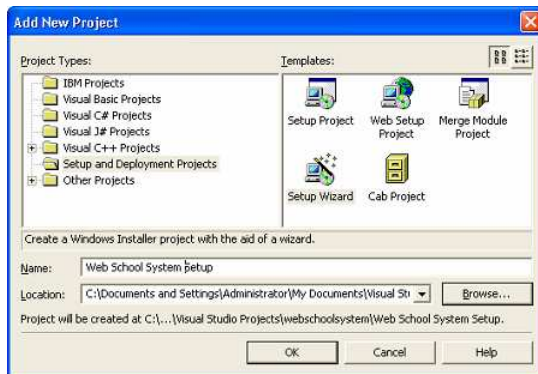 Add New Project
Project Types:
Templates:
IBM Projects
Visual Basic Projects
Visual C# Projects
Visual J# Projects
Visual C++ Projects
Setup and Deployment Projects
Other Projects
Setup Project
Web Setup Project
Merge Module Project
Setup Wizard
Cab Project
Create a Windows Installer project with the aid of a wizard.
Name:
Web School System Setup
Location:
C:\Documents and Settings\Administrator\My Documents\Visual Stu
Browse...
Project will be created at C:\...\Visual Studio Projects\webschoolsystem\Web School System Setup.
OK
Cancel
Help